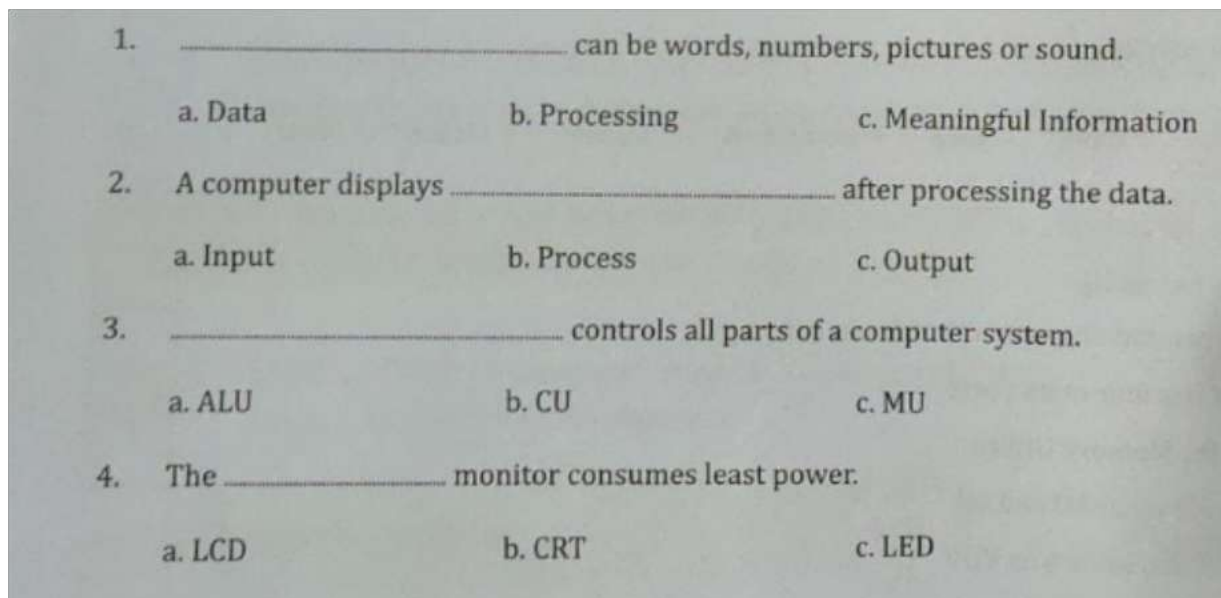 1. ........................ can be words, numbers, pictures or sound.
a. Data b. Processing c. Meaningful Information
2. A computer displays ........................ after processing the data.
a. Input b. Process c. Output
3. ........................ controls all parts of a computer system.
a. ALU b. CU c. MU
4. The ........................ monitor consumes least power.
a. LCD b. CRT c. LED